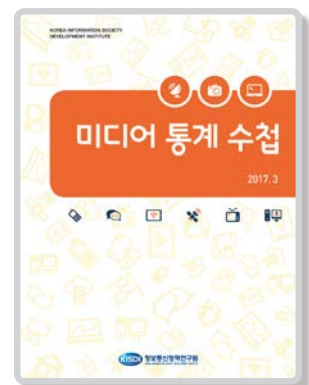 KOREA INFORMATION SOCIETY
DEVELOPMENT INSTITUTE
미디어 통계 수첩
2017. 3
KISDI 정보통신정책연구원